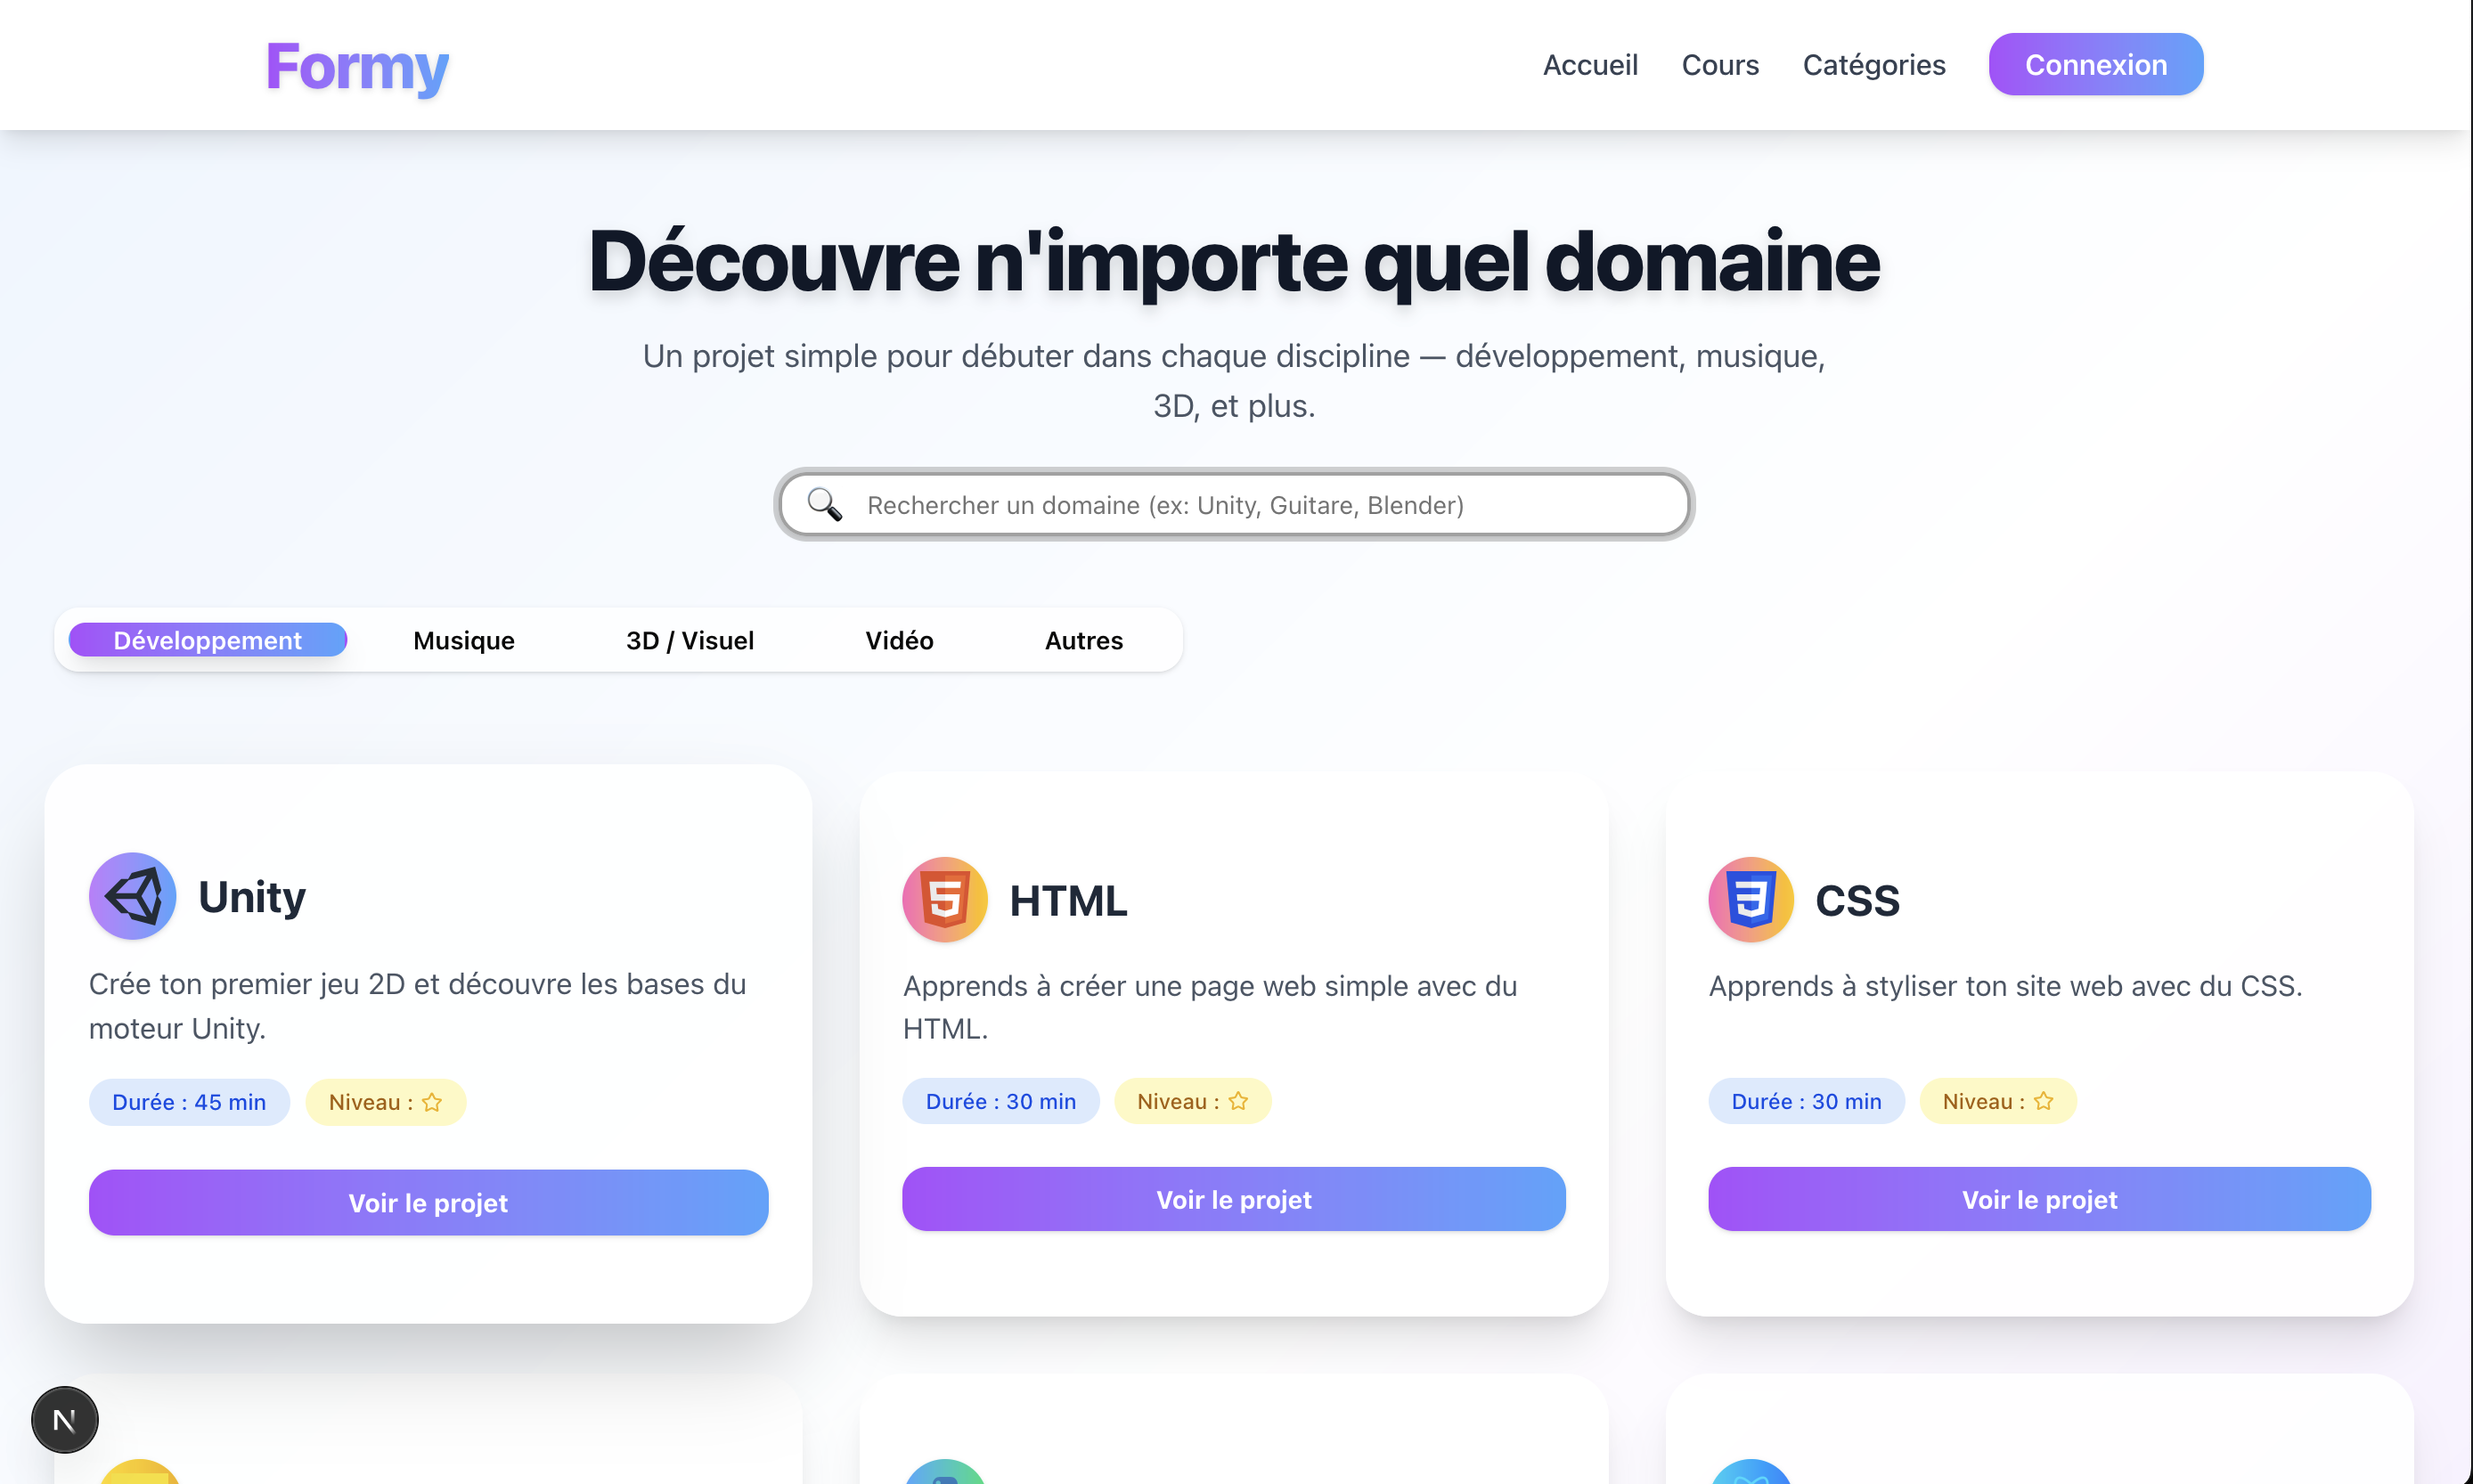 Formy
Accueil
Cours
Catégories
Connexion
Découvre n'importe quel domaine
Un projet simple pour débuter dans chaque discipline — développement, musique,
3D, et plus.
Rechercher un domaine (ex: Unity, Guitare, Blender)
Développement
Musique
3D / Visuel
Vidéo
Autres
Unity
Crée ton premier jeu 2D et découvre les bases du
moteur Unity.
Durée : 45 min
Niveau :
Voir le projet
HTML
Apprends à créer une page web simple avec du
HTML.
Durée : 30 min
Niveau :
Voir le projet
CSS
Apprends à styliser ton site web avec du CSS.
Durée : 30 min
Niveau :
Voir le projet
N